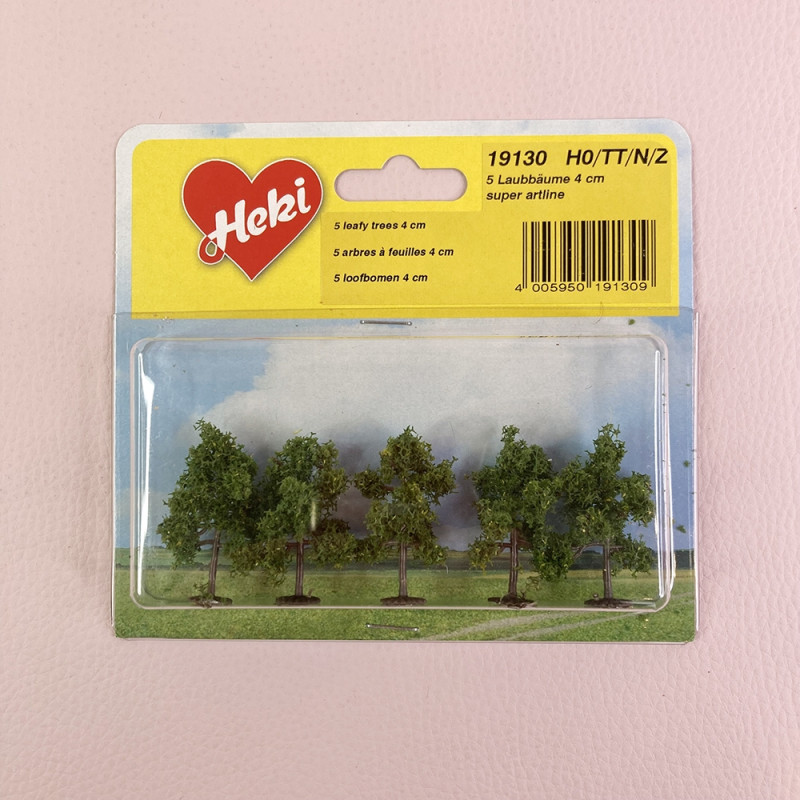 Heki
19130 H0/TT/N/Z
5 Laubbäume 4 cm
super artline
5 leafy trees 4 cm
5 arbres à feuilles 4 cm
5 loofbomen 4 cm
4 005950 191309